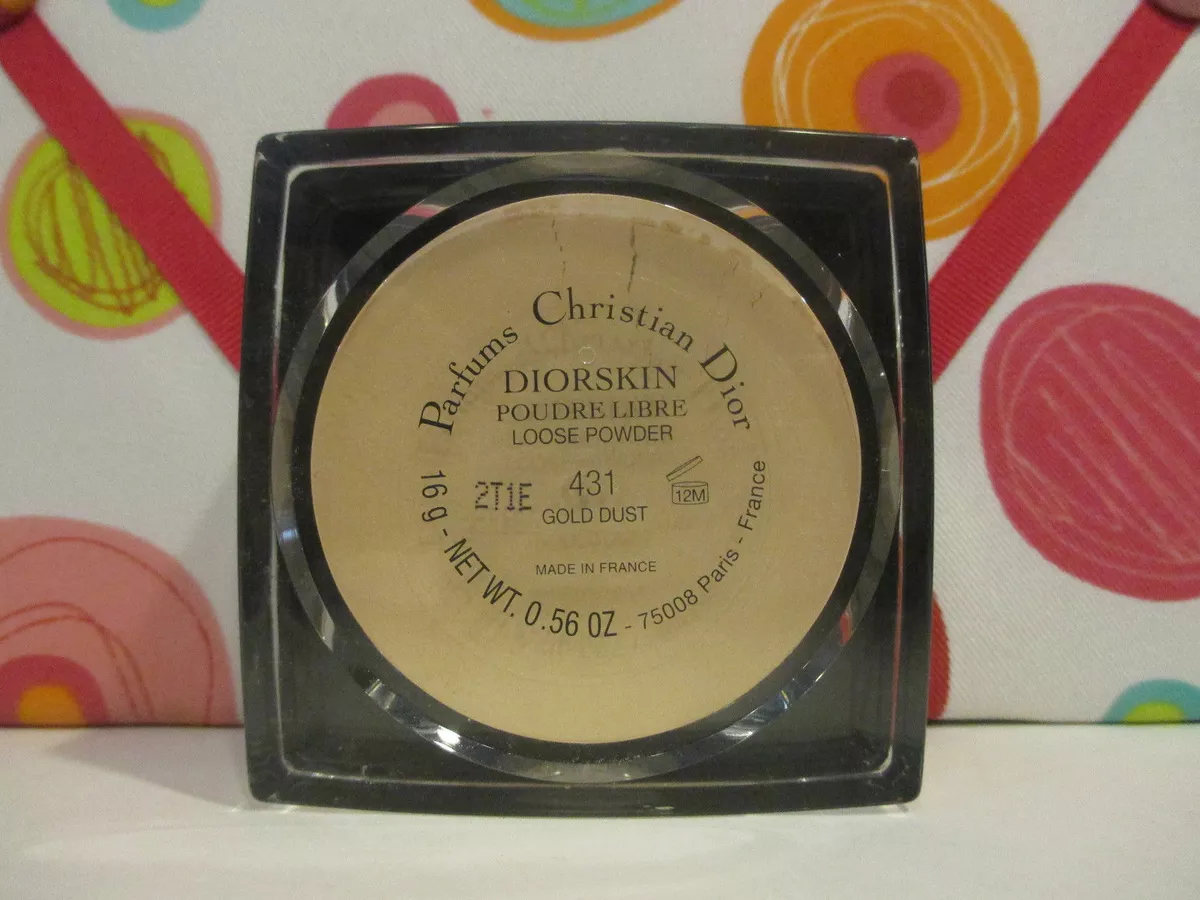 Parfums Christian Dior
DIORSKIN
POUDRE LIBRE
LOOSE POWDER
2T1E
431
GOLD DUST
12M
MADE IN FRANCE
16 g - NET WT. 0.56 OZ - 75008 Paris - France